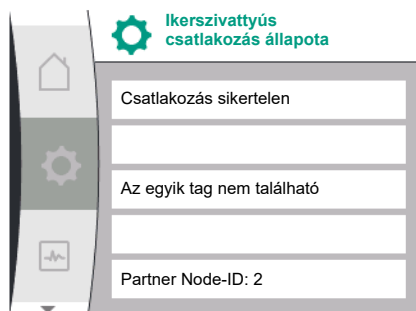 Ikerszivattyús
csatlakozás állapota
Csatlakozás sikertelen
Az egyik tag nem található
Partner Node-ID: 2